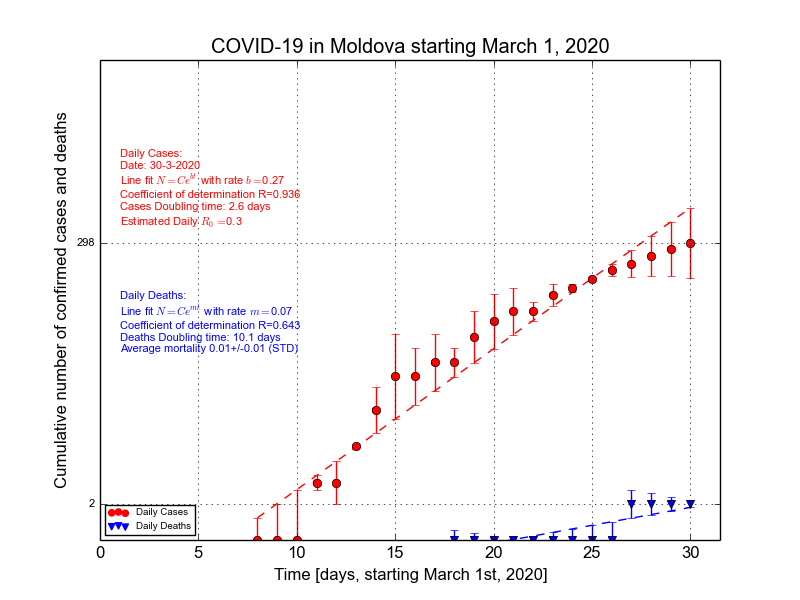 COVID-19 in Moldova starting March 1, 2020
Cumulative number of confirmed cases and deaths
Daily Cases:
Date: 30-3-2020
Line fit N = Ce^{bt} with rate b =0.27
Coefficient of determination R=0.936
Cases Doubling time: 2.6 days
Estimated Daily R_0 =0.3
298
Daily Deaths:
Line fit N = Ce^{mt} with rate m =0.07
Coefficient of determination R=0.643
Deaths Doubling time: 10.1 days
Average mortality 0.01+/-0.01 (STD)
2
Daily Cases
Daily Deaths
0 5 10 15 20 25 30
Time [days, starting March 1st, 2020]